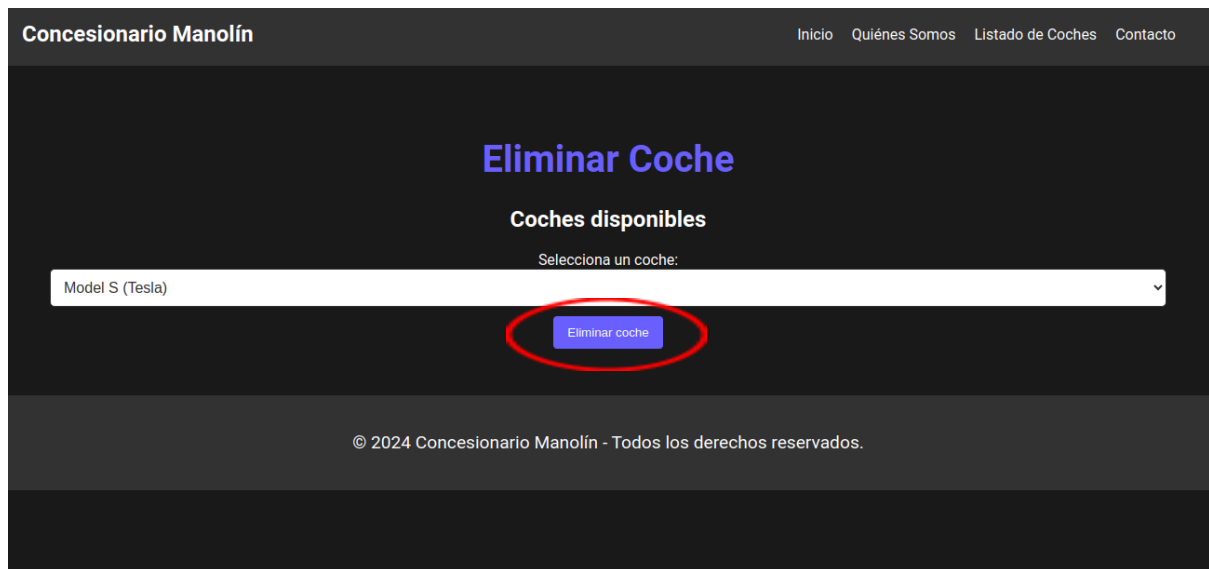 Concesionario Manolín
Inicio Quiénes Somos Listado de Coches Contacto
Eliminar Coche
Coches disponibles
Selecciona un coche:
Model S (Tesla)
Eliminar coche
© 2024 Concesionario Manolín - Todos los derechos reservados.